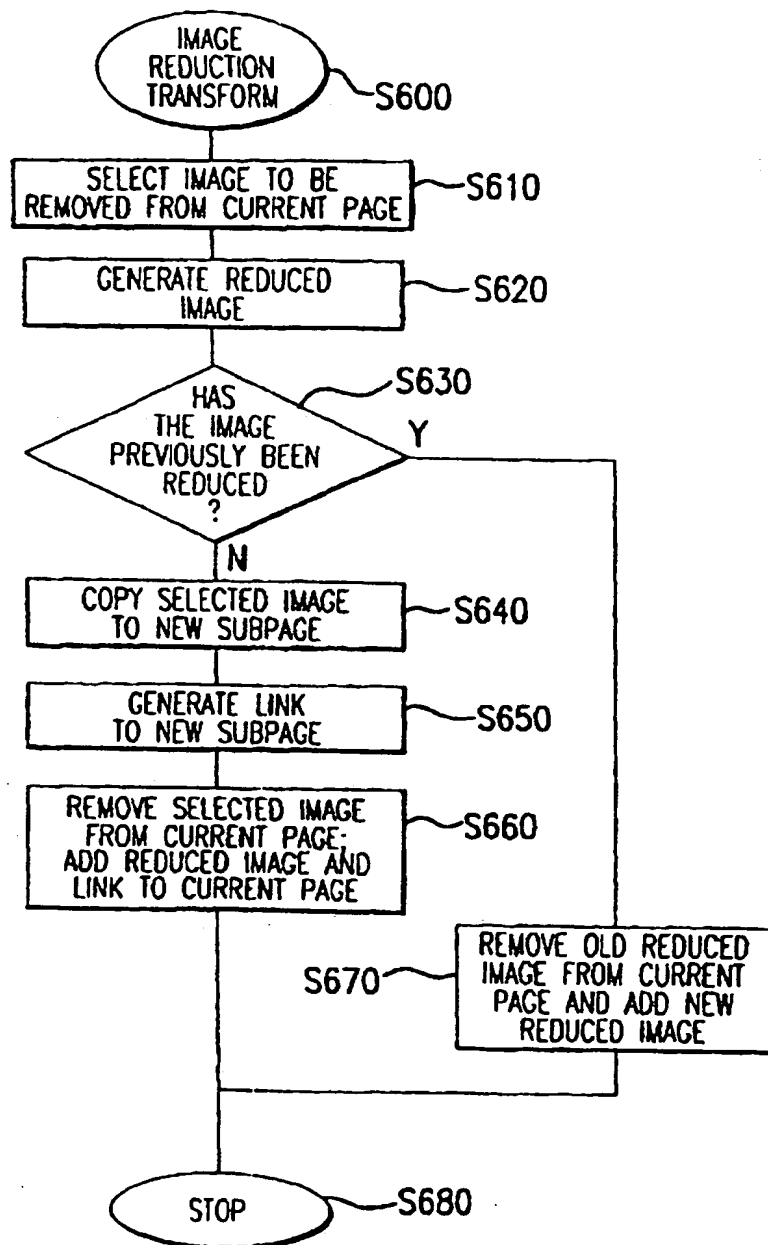 IMAGE
REDUCTION
TRANSFORM
S600
SELECT IMAGE TO BE
REMOVED FROM CURRENT PAGE
S610
GENERATE REDUCED
IMAGE
S620
HAS
THE IMAGE
PREVIOUSLY BEEN
REDUCED
?
S630
Y
N
COPY SELECTED IMAGE
TO NEW SUBPAGE
S640
GENERATE LINK
TO NEW SUBPAGE
S650
REMOVE SELECTED IMAGE
FROM CURRENT PAGE;
ADD REDUCED IMAGE AND
LINK TO CURRENT PAGE
S660
REMOVE OLD REDUCED
IMAGE FROM CURRENT
PAGE AND ADD NEW
REDUCED IMAGE
S670
STOP
S680